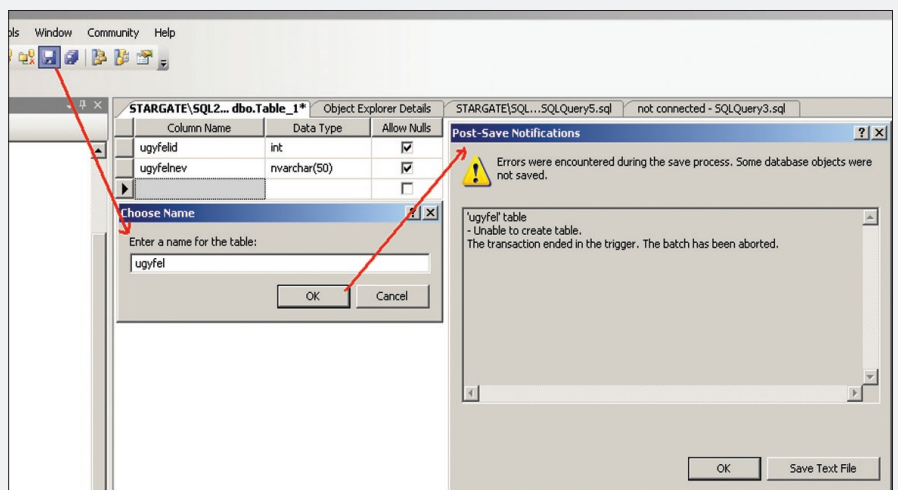 ols Window Community Help
STARGATE\SQL2... dbo.Table_1* Object Explorer Details STARGATE\SQL...SQLQuery5.sql not connected - SQLQuery3.sql
Column Name Data Type Allow Nulls
ugyfelid int
ugyfelnev nvarchar(50)
Choose Name
Enter a name for the table:
ugyfel
OK Cancel
Post-Save Notifications
Errors were encountered during the save process. Some database objects were
not saved.
'ugyfel' table
- Unable to create table.
The transaction ended in the trigger. The batch has been aborted.
OK Save Text File